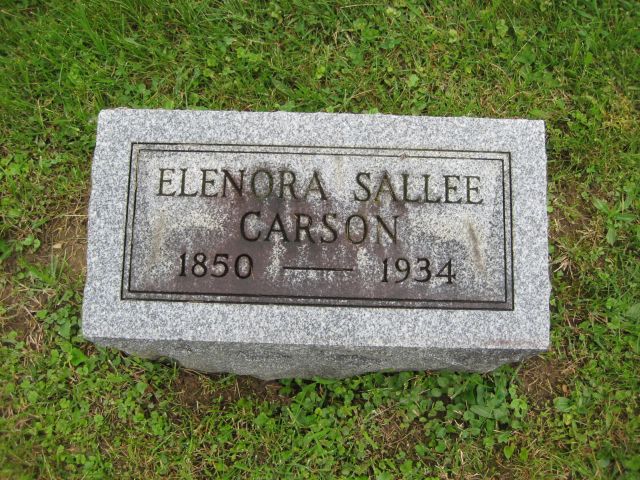 ELENORA SALLEE
CARSON
1850 — 1934